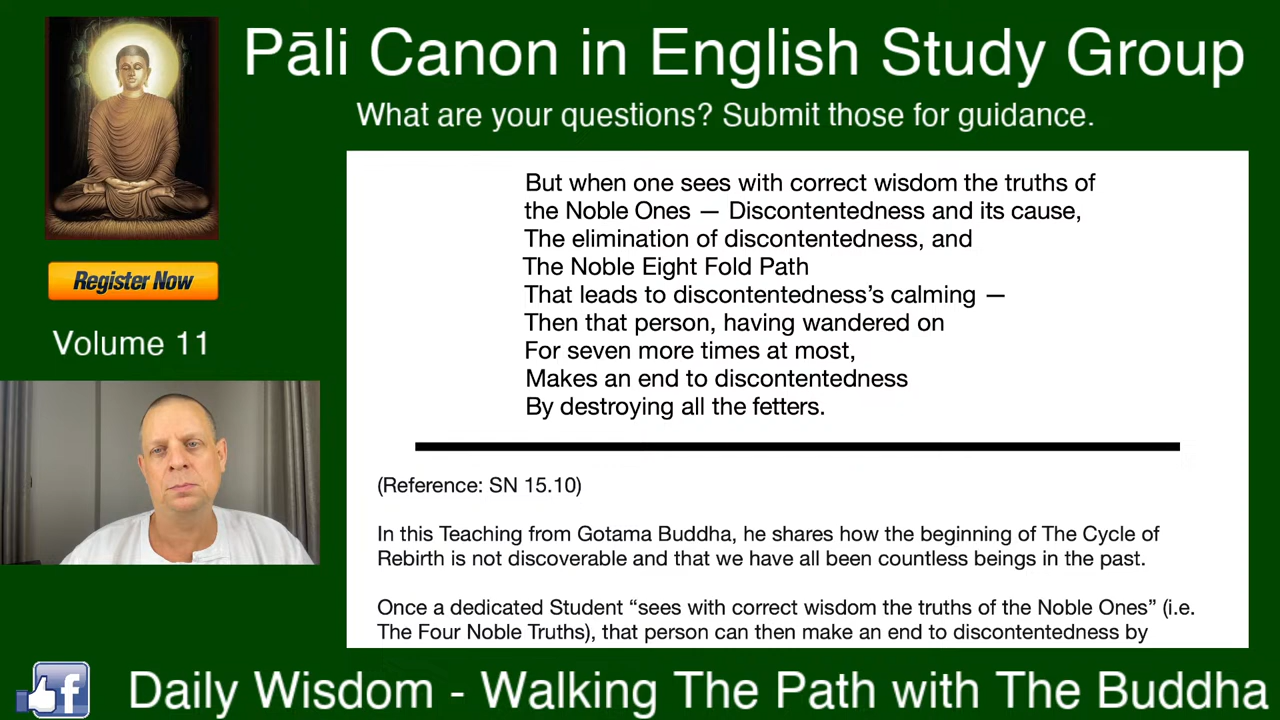 Pāli Canon in English Study Group
What are your questions? Submit those for guidance.
Register Now
Volume 11
But when one sees with correct wisdom the truths of
the Noble Ones — Discontentedness and its cause,
The elimination of discontentedness, and
The Noble Eight Fold Path
That leads to discontentedness’s calming —
Then that person, having wandered on
For seven more times at most,
Makes an end to discontentedness
By destroying all the fetters.
(Reference: SN 15.10)
In this Teaching from Gotama Buddha, he shares how the beginning of The Cycle of
Rebirth is not discoverable and that we have all been countless beings in the past.
Once a dedicated Student “sees with correct wisdom the truths of the Noble Ones” (i.e.
The Four Noble Truths), that person can then make an end to discontentedness by
f
Daily Wisdom - Walking The Path with The Buddha